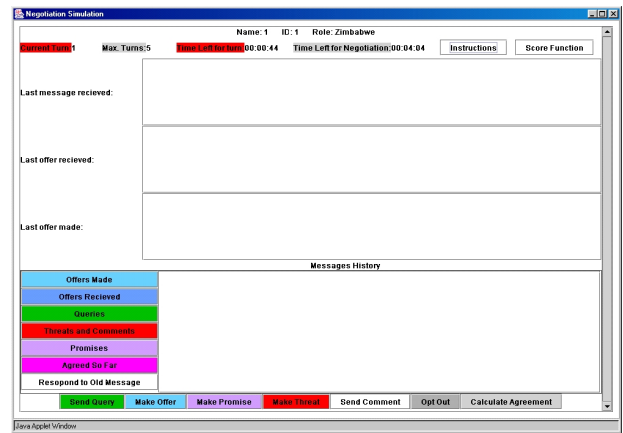 Negotiation Simulation
Name: 1 ID: 1 Role: Zimbabwe
Current Turn:1 Max. Turns:5 Time Left for turn:00:00:44 Time Left for Negotiation:00:04:04 Instructions Score Function
Last message recieved:
Last offer recieved:
Last offer made:
Messages History
Offers Made
Offers Recieved
Queries
Threats and Comments
Promises
Agreed So Far
Resopond to Old Message
Send Query Make Offer Make Promise Make Threat Send Comment Opt Out Calculate Agreement
Java Applet Window